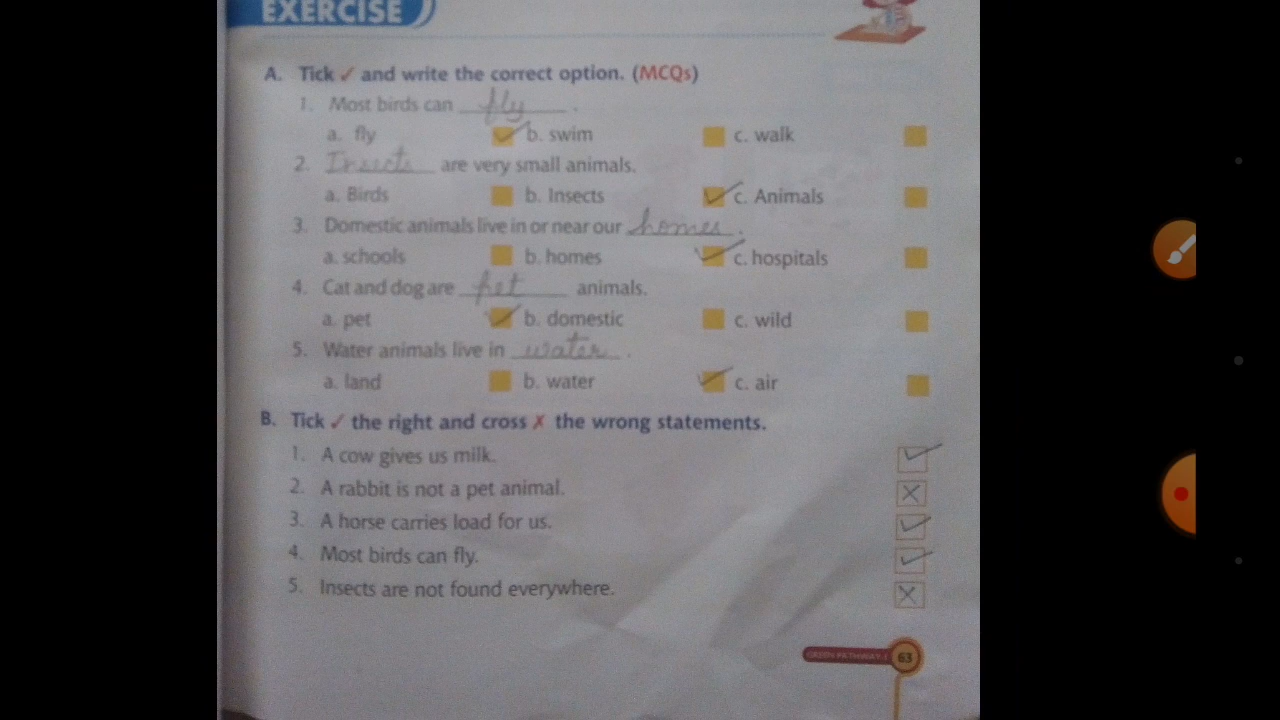 EXERCISE
A. Tick ✓ and write the correct option. (MCQs)
1. Most birds can fly.
a. fly b. swim c. walk
2. Insects are very small animals.
a. Birds b. Insects c. Animals
3. Domestic animals live in or near our homes.
a. schools b. homes c. hospitals
4. Cat and dog are pet animals.
a. pet b. domestic c. wild
5. Water animals live in water.
a. land b. water c. air
B. Tick ✓ the right and cross ✗ the wrong statements.
1. A cow gives us milk. ✓
2. A rabbit is not a pet animal. ✗
3. A horse carries load for us. ✓
4. Most birds can fly. ✓
5. Insects are not found everywhere. ✗
GREEN PATHWAY 63